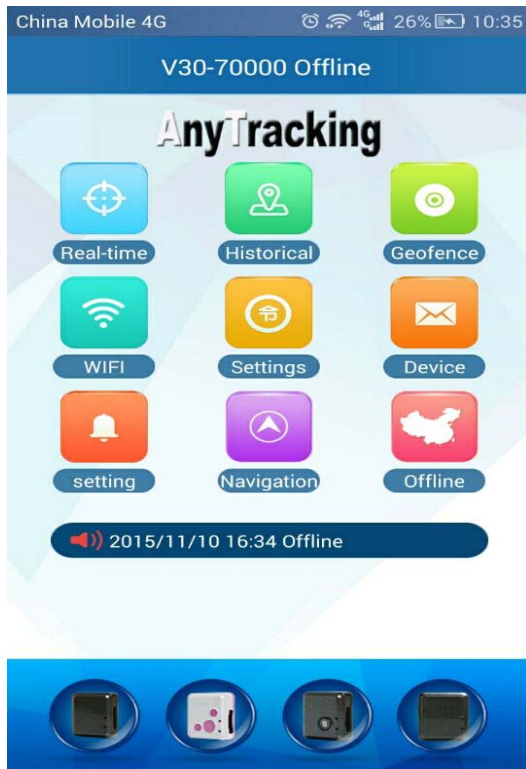 China Mobile 4G 4G G 26% 10:35
V30-70000 Offline
AnyTracking
Real-time Historical Geofence
WIFI Settings Device
setting Navigation Offline
2015/11/10 16:34 Offline